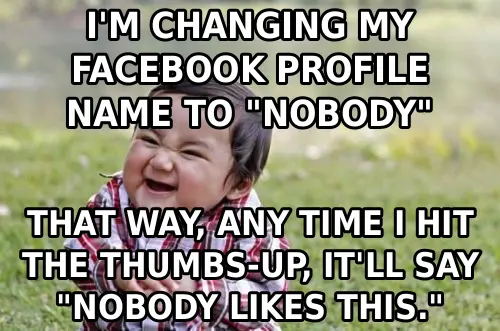 I'M CHANGING MY
FACEBOOK PROFILE
NAME TO "NOBODY"
THAT WAY, ANY TIME I HIT
THE THUMBS-UP, IT'LL SAY
"NOBODY LIKES THIS."